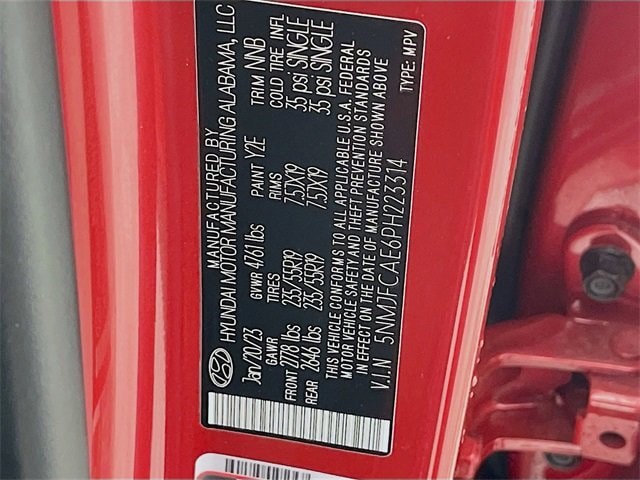 MANUFACTURED BY
HYUNDAI MOTOR MANUFACTURING ALABAMA, LLC
Jan/20/23 GVWR 4761 lbs PAINT Y2E TRIM NNB
GAWR TIRES RIMS COLD TIRE INFL
FRONT 2778 lbs 235/55R19 7.5JX19 35 psi SINGLE
REAR 2646 lbs 235/55R19 7.5JX19 35 psi SINGLE
THIS VEHICLE CONFORMS TO ALL APPLICABLE U.S.A. FEDERAL
MOTOR VEHICLE SAFETY AND THEFT PREVENTION STANDARDS
IN EFFECT ON THE DATE OF MANUFACTURE SHOWN ABOVE
V.I.N 5NMJFCAE6PH223314
TYPE: MPV